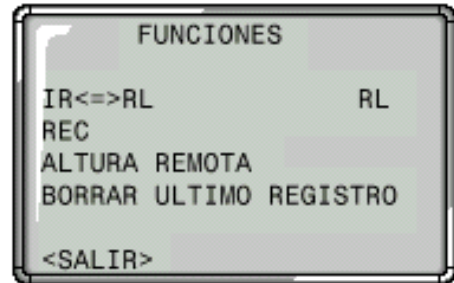 FUNCIONES
IR<=>RL RL
REC
ALTURA REMOTA
BORRAR ULTIMO REGISTRO
<SALIR>